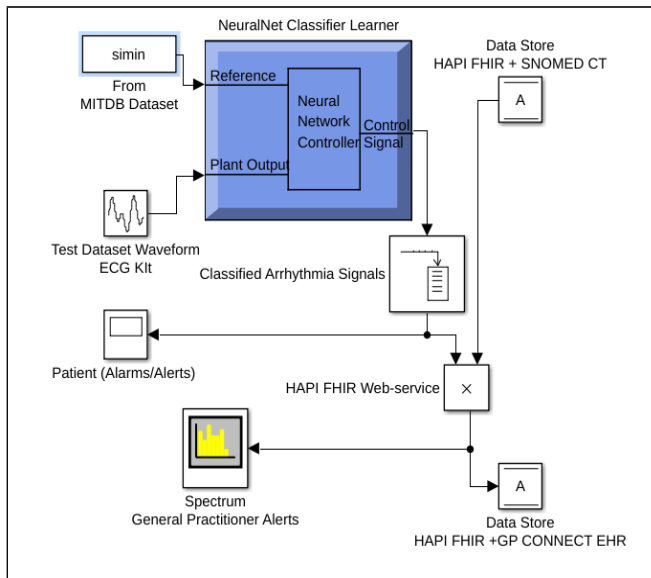 NeuralNet Classifier Learner
simin
From
MITDB Dataset
Reference
Neural
Network
Controller
Control
Signal
Plant Output
Data Store
HAPI FHIR + SNOMED CT
A
Test Dataset Waveform
ECG KIt
Classified Arrhythmia Signals
Patient (Alarms/Alerts)
HAPI FHIR Web-service
×
Spectrum
General Practitioner Alerts
A
Data Store
HAPI FHIR +GP CONNECT EHR